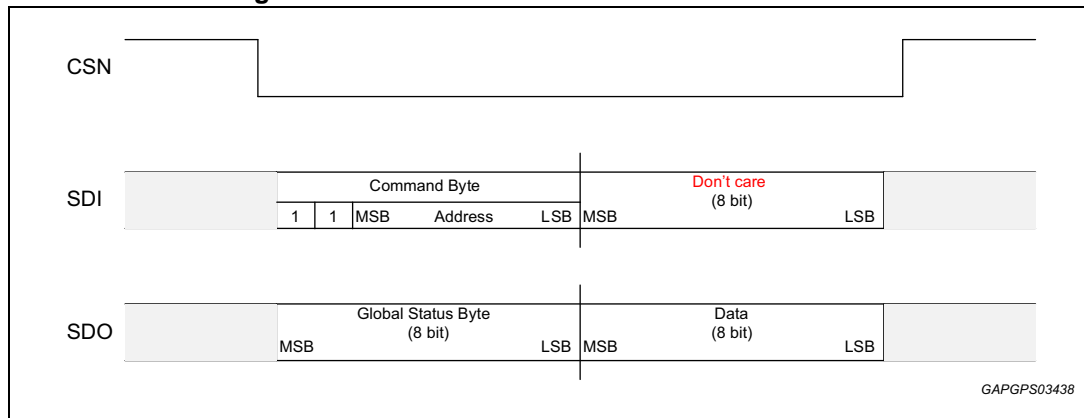 CSN
SDI
Command Byte
1 1 MSB Address LSB
Don't care
(8 bit)
MSB LSB
SDO
Global Status Byte
(8 bit)
MSB LSB
Data
(8 bit)
MSB LSB
GAPGPS03438